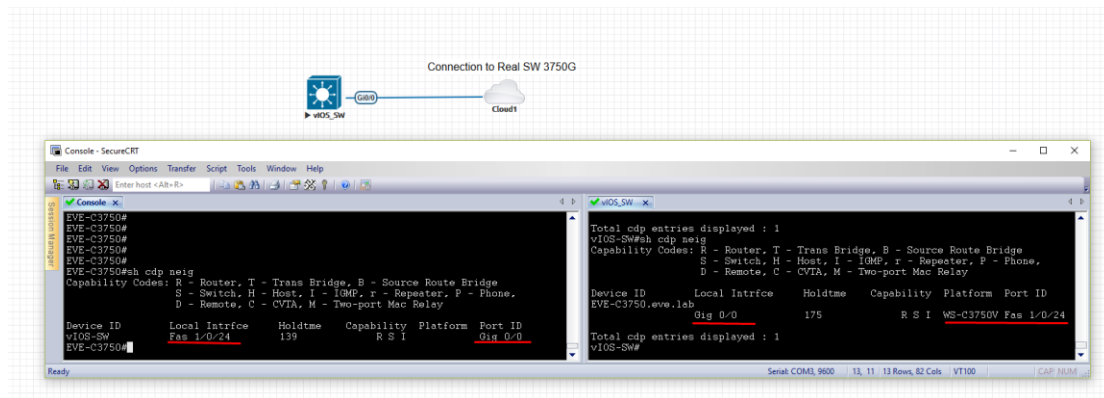 Connection to Real SW 3750G
Gi0/0
vIOS_SW
Cloud1
Console - SecureCRT
File Edit View Options Transfer Script Tools Window Help
Enter host <Alt+R>
Session Manager
Console
EVE-C3750#
EVE-C3750#
EVE-C3750#
EVE-C3750#
EVE-C3750#
EVE-C3750#sh cdp neig
Capability Codes: R - Router, T - Trans Bridge, B - Source Route Bridge
S - Switch, H - Host, I - IGMP, r - Repeater, P - Phone,
D - Remote, C - CVTA, M - Two-port Mac Relay
Device ID Local Intrfce Holdtme Capability Platform Port ID
vIOS-SW Fas 1/0/24 139 R S I Gig 0/0
EVE-C3750#
vIOS_SW
Total cdp entries displayed : 1
vIOS-SW#sh cdp neig
Capability Codes: R - Router, T - Trans Bridge, B - Source Route Bridge
S - Switch, H - Host, I - IGMP, r - Repeater, P - Phone,
D - Remote, C - CVTA, M - Two-port Mac Relay
Device ID Local Intrfce Holdtme Capability Platform Port ID
EVE-C3750.eve.lab
Gig 0/0 175 R S I WS-C3750V Fas 1/0/24
Total cdp entries displayed : 1
vIOS-SW#
Ready
Serial: COM3, 9600 13, 11 13 Rows, 82 Cols VT100 CAP NUM